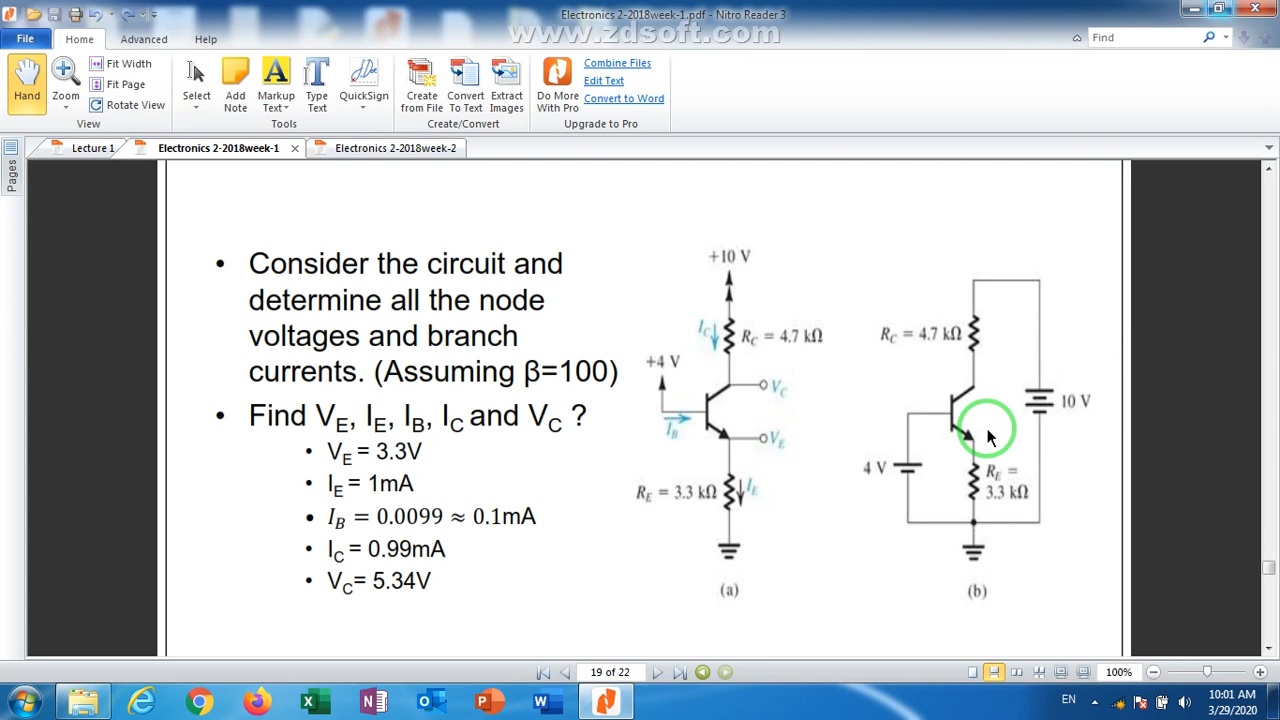 Electronics 2-2018week-1.pdf - Nitro Reader 3
www.zdsoft.com
File Home Advanced Help
Find
Hand
Zoom
Fit Width
Fit Page
Rotate View
View
Select
Add Note
Markup Text
Type Text
QuickSign
Tools
Create from File
Convert To Text
Extract Images
Create/Convert
Do More With Pro
Combine Files
Edit Text
Convert to Word
Upgrade to Pro
Lecture 1
Electronics 2-2018week-1
Electronics 2-2018week-2
Pages
• Consider the circuit and
determine all the node
voltages and branch
currents. (Assuming β=100)
• Find VE, IE, IB, IC and VC ?
• VE = 3.3V
• IE = 1mA
• IB = 0.0099 ≈ 0.1mA
• IC = 0.99mA
• VC= 5.34V
+10 V
IC
RC = 4.7 kΩ
+4 V
VC
IB
VE
RE = 3.3 kΩ
IE
(a)
RC = 4.7 kΩ
10 V
4 V
RE =
3.3 kΩ
(b)
19 of 22
100%
EN
10:01 AM
3/29/2020